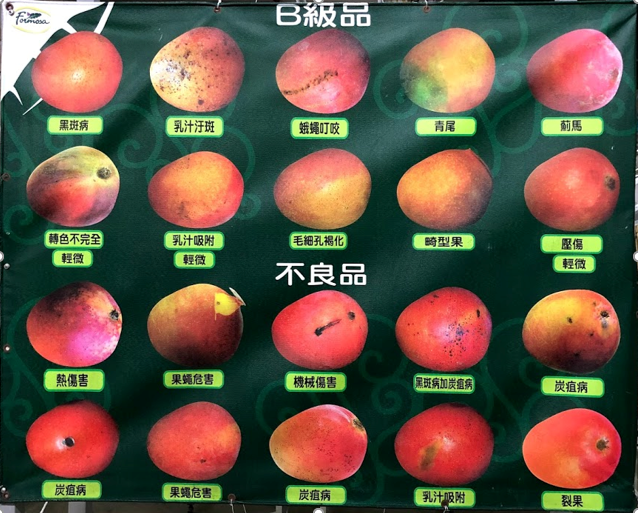 Formosa
B級品
黑斑病
乳汁汙斑
蛾蠅叮咬
青尾
薊馬
轉色不完全
輕微
乳汁吸附
輕微
毛細孔褐化
畸型果
壓傷
輕微
不良品
熱傷害
果蠅危害
機械傷害
黑斑病加炭疽病
炭疽病
炭疽病
果蠅危害
炭疽病
乳汁吸附
裂果